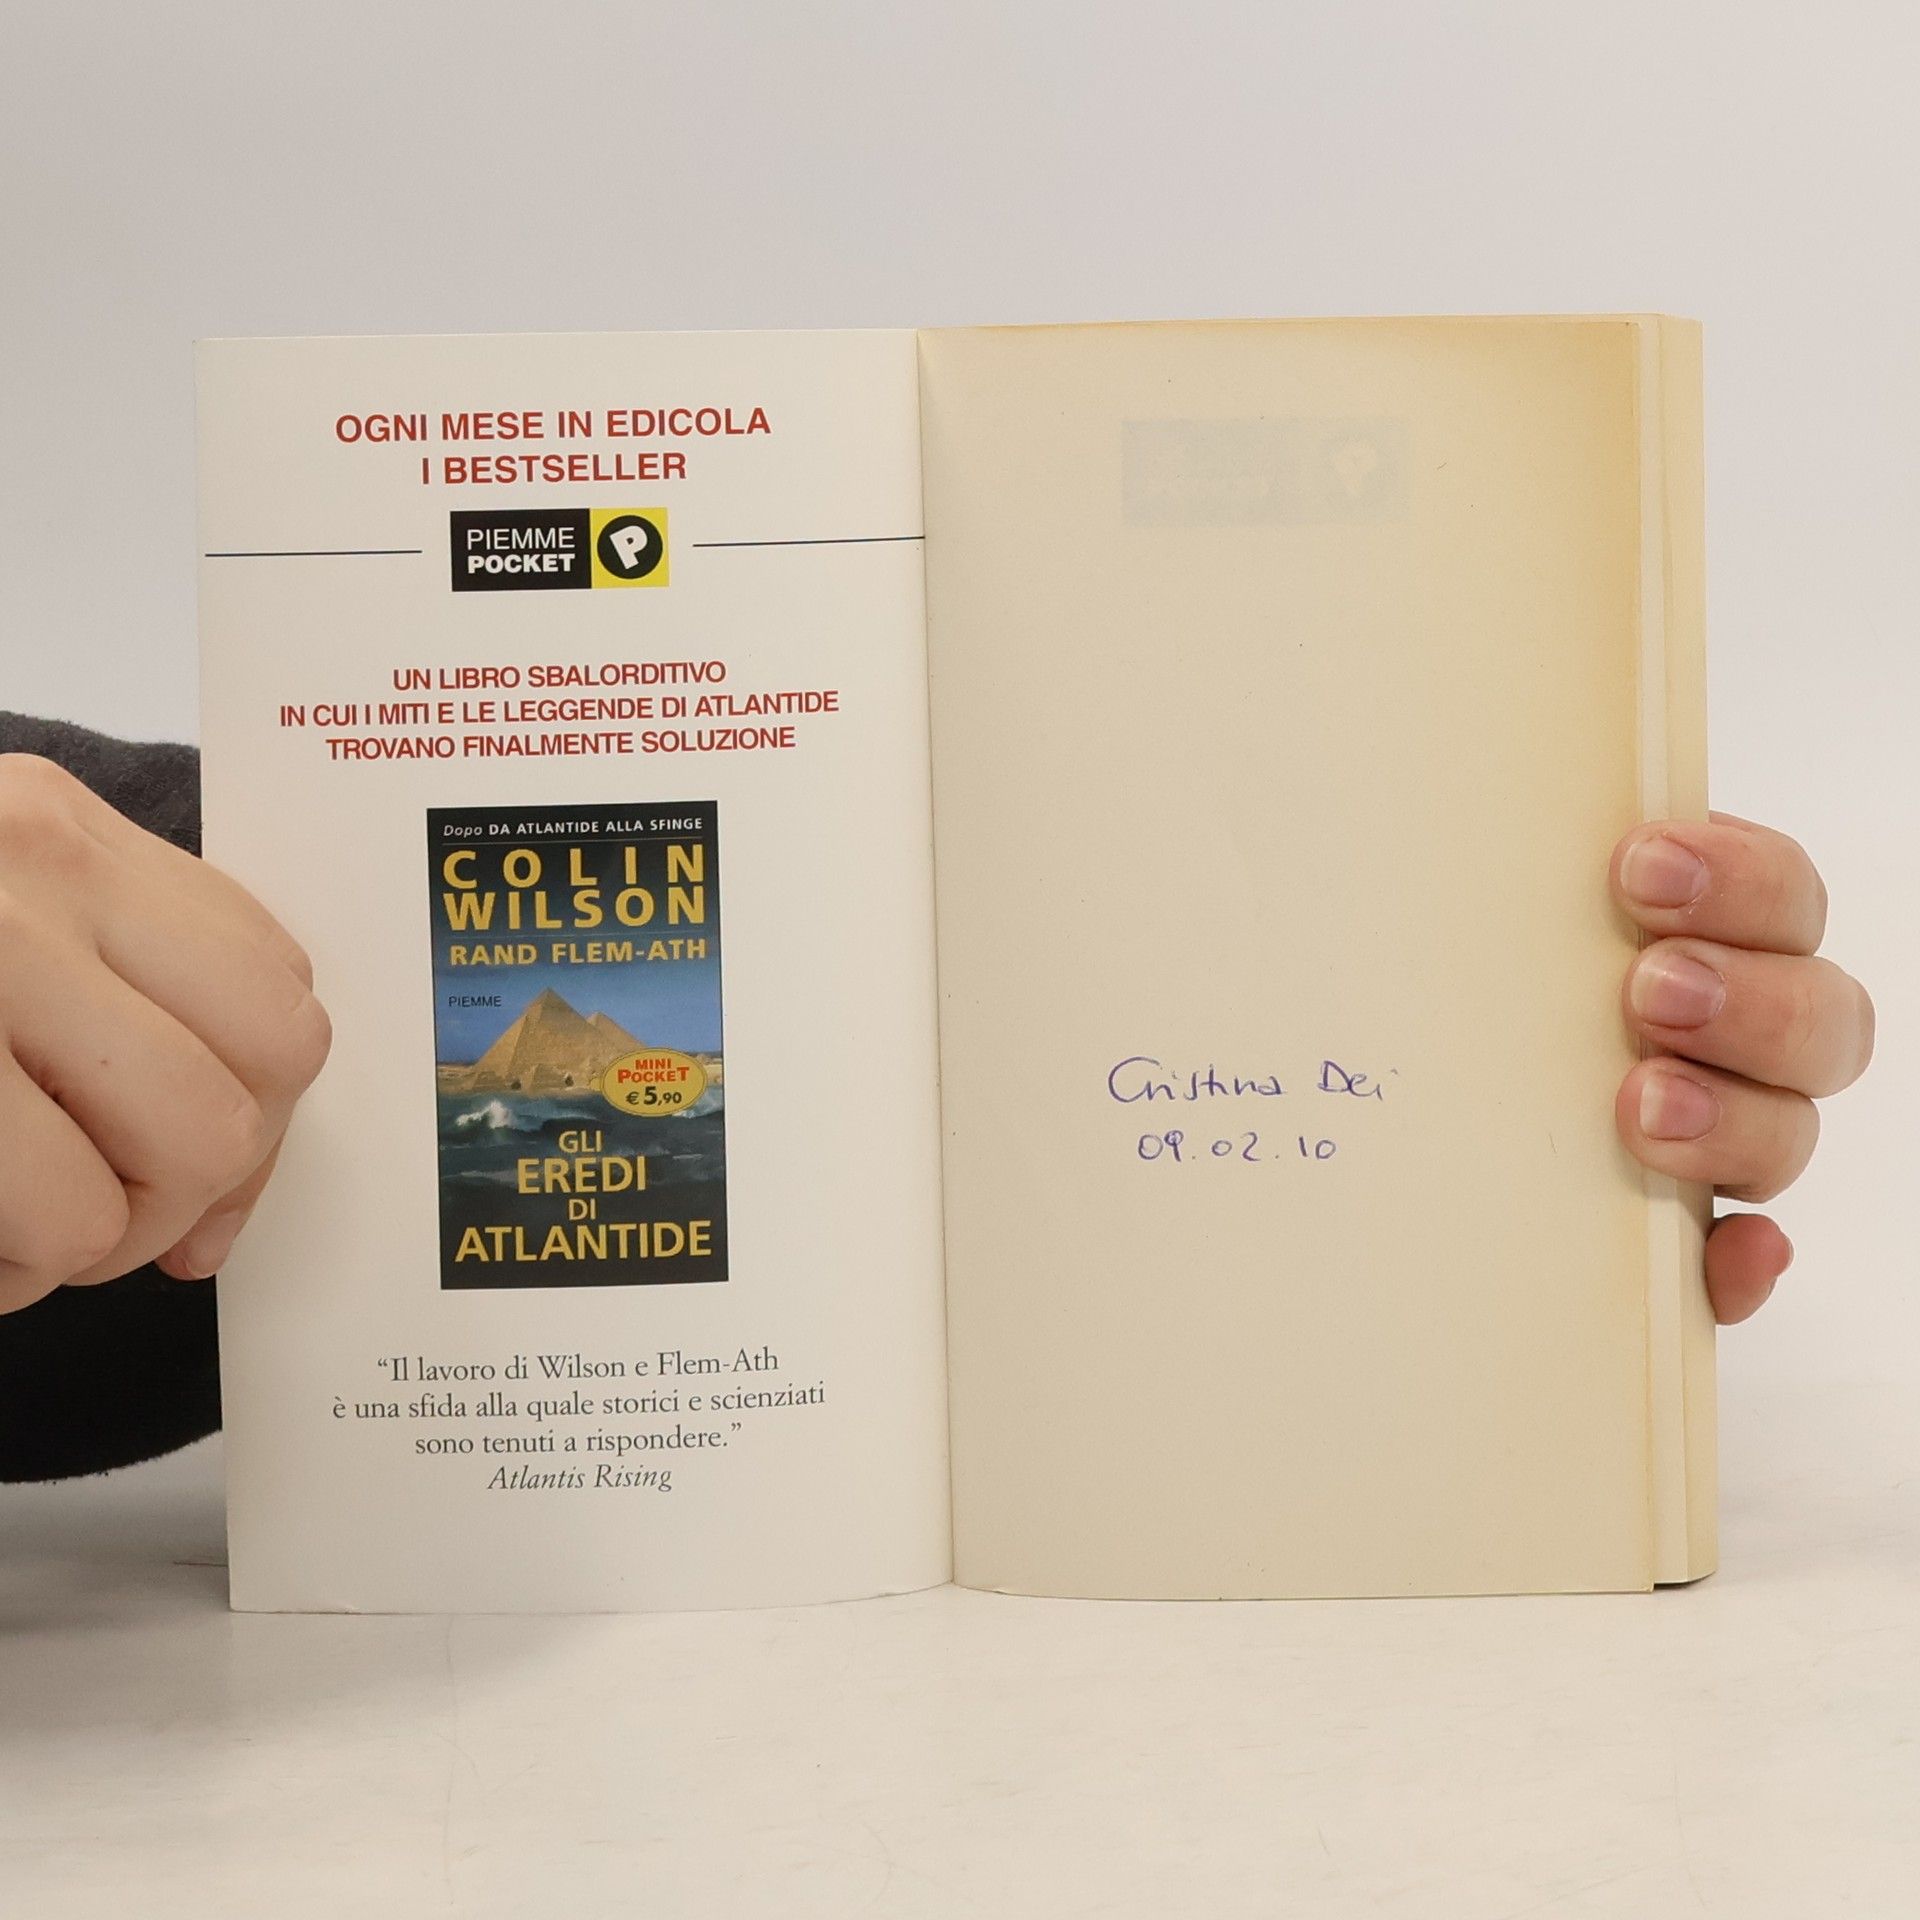 OGNI MESE IN EDICOLA
I BESTSELLER
PIEMME
POCKET P
UN LIBRO SBALORDITIVO
IN CUI I MITI E LE LEGGENDE DI ATLANTIDE
TROVANO FINALMENTE SOLUZIONE
Dopo DA ATLANTIDE ALLA SFINGE
COLIN
WILSON
RAND FLEM-ATH
PIEMME
MINI
POCKET
€ 5,90
GLI
EREDI
DI
ATLANTIDE
“Il lavoro di Wilson e Flem-Ath
è una sfida alla quale storici e scienziati
sono tenuti a rispondere.”
Atlantis Rising
Cristina Dei
09.02.10